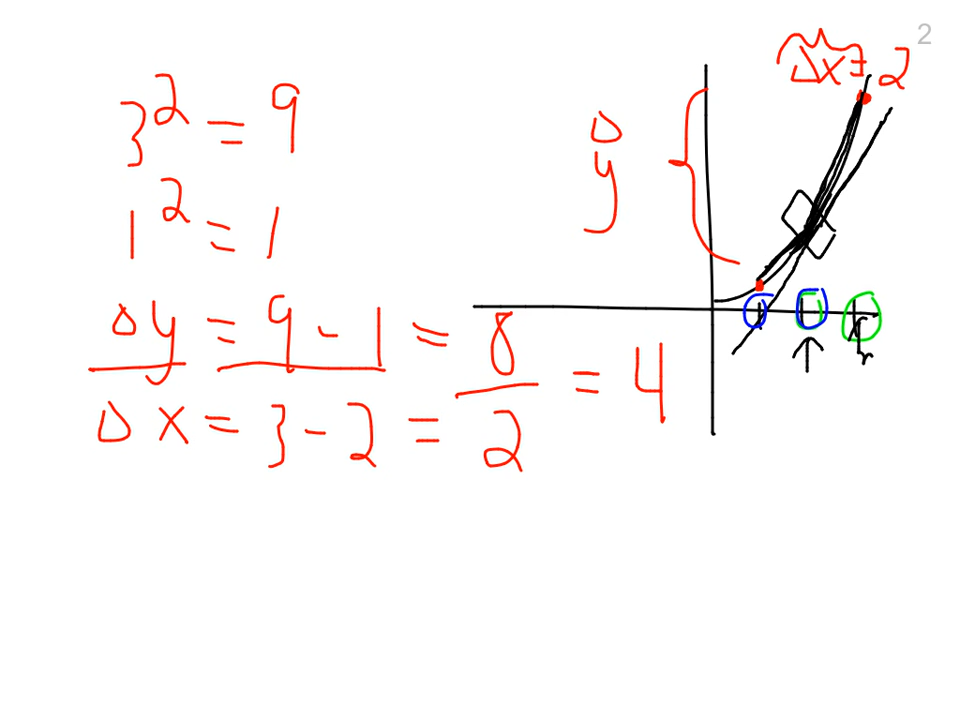 2
Δx = 2
3² = 9
Δ
y
1² = 1
Δy = 9 - 1 = 8
Δx = 3 - 2 = 2 = 4